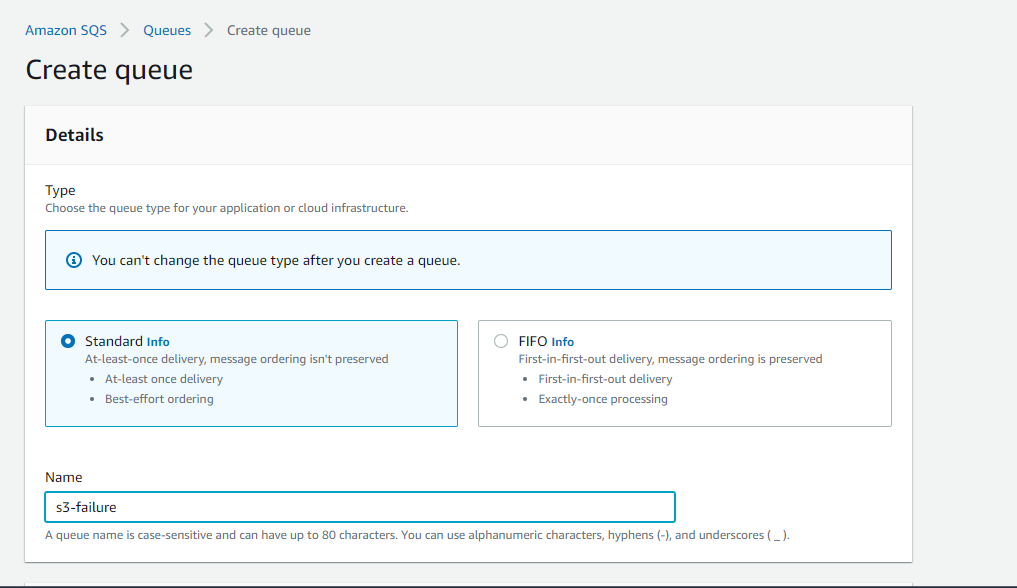 Amazon SQS > Queues > Create queue
Create queue
Details
Type
Choose the queue type for your application or cloud infrastructure.
You can't change the queue type after you create a queue.
Standard Info
At-least-once delivery, message ordering isn't preserved
• At-least once delivery
• Best-effort ordering
FIFO Info
First-in-first-out delivery, message ordering is preserved
• First-in-first-out delivery
• Exactly-once processing
Name
s3-failure
A queue name is case-sensitive and can have up to 80 characters. You can use alphanumeric characters, hyphens (-), and underscores ( _ ).